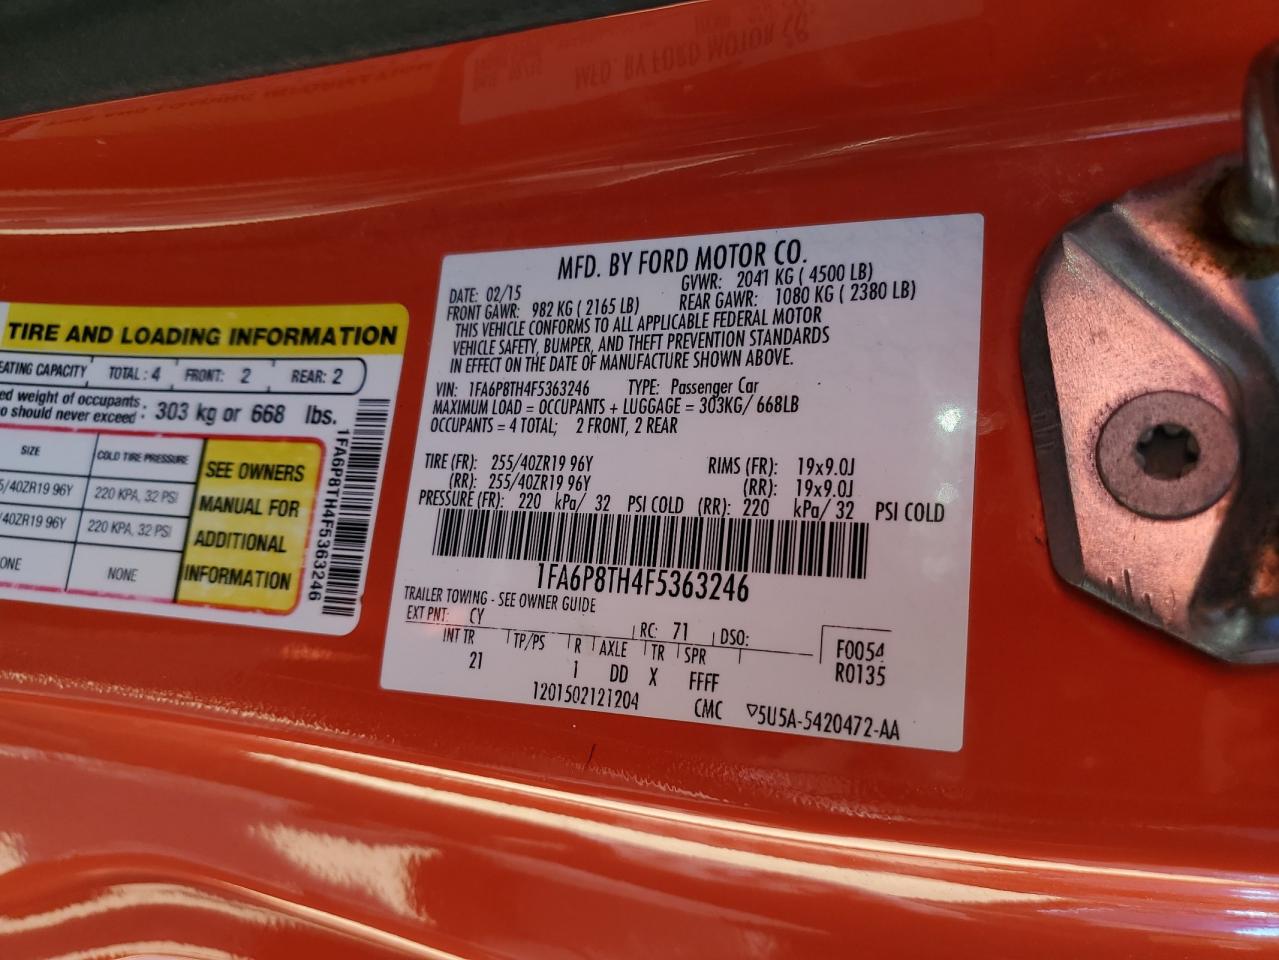 TIRE AND LOADING INFORMATION
EATING CAPACITY TOTAL: 4 FRONT: 2 REAR: 2
ed weight of occupants
o should never exceed: 303 kg or 668 lbs.
SIZE COLD TIRE PRESSURE
5/40ZR19 96Y 220 KPA, 32 PSI
/40ZR19 96Y 220 KPA, 32 PSI
ONE NONE
SEE OWNERS
MANUAL FOR
ADDITIONAL
INFORMATION
1FA6P8TH4F5363246
MFD. BY FORD MOTOR CO.
DATE: 02/15 GVWR: 2041 KG ( 4500 LB)
FRONT GAWR: 982 KG ( 2165 LB) REAR GAWR: 1080 KG ( 2380 LB)
THIS VEHICLE CONFORMS TO ALL APPLICABLE FEDERAL MOTOR
VEHICLE SAFETY, BUMPER, AND THEFT PREVENTION STANDARDS
IN EFFECT ON THE DATE OF MANUFACTURE SHOWN ABOVE.
VIN: 1FA6P8TH4F5363246 TYPE: Passenger Car
MAXIMUM LOAD = OCCUPANTS + LUGGAGE = 303KG/ 668LB
OCCUPANTS = 4 TOTAL; 2 FRONT, 2 REAR
TIRE (FR): 255/40ZR19 96Y RIMS (FR): 19x9.0J
(RR): 255/40ZR19 96Y (RR): 19x9.0J
PRESSURE (FR): 220 kPa/ 32 PSI COLD (RR): 220 kPa/ 32 PSI COLD
1FA6P8TH4F5363246
TRAILER TOWING - SEE OWNER GUIDE
EXT PNT: CY RC: 71 DSO:
INT TR TP/PS R AXLE TR SPR
21 1 DD X FFFF
F0054
R0135
1201502121204 CMC ▽5U5A-5420472-AA